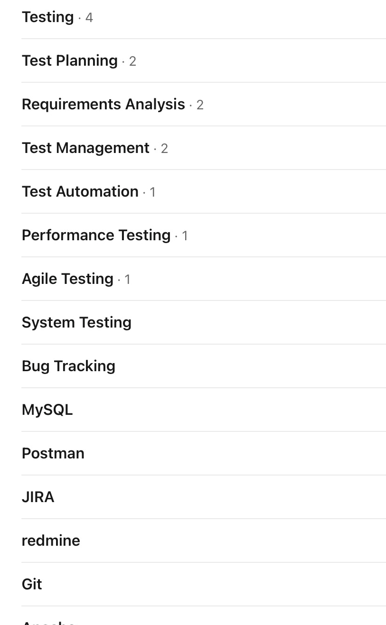 Testing · 4
Test Planning · 2
Requirements Analysis · 2
Test Management · 2
Test Automation · 1
Performance Testing · 1
Agile Testing · 1
System Testing
Bug Tracking
MySQL
Postman
JIRA
redmine
Git